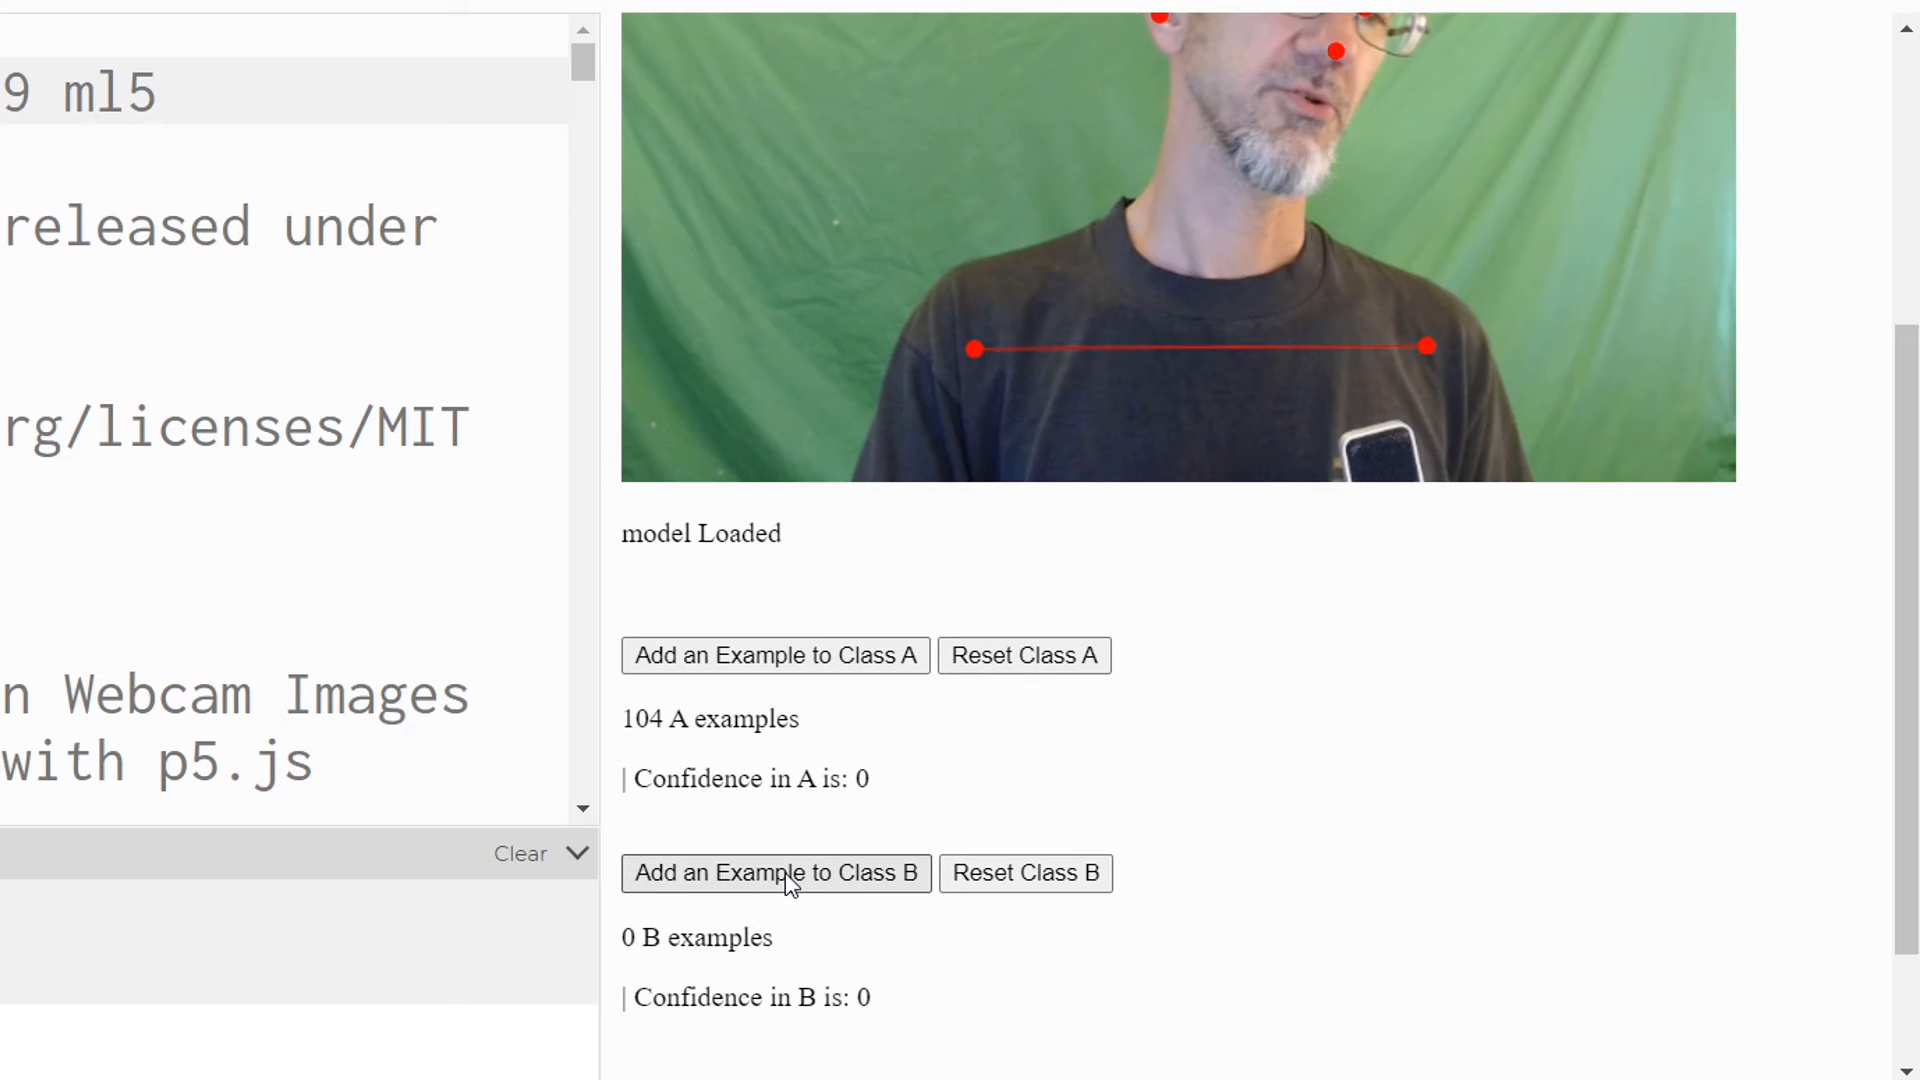 9 ml5
released under
rg/licenses/MIT
n Webcam Images
with p5.js
Clear
model Loaded
Add an Example to Class A Reset Class A
104 A examples
| Confidence in A is: 0
Add an Example to Class B Reset Class B
0 B examples
| Confidence in B is: 0